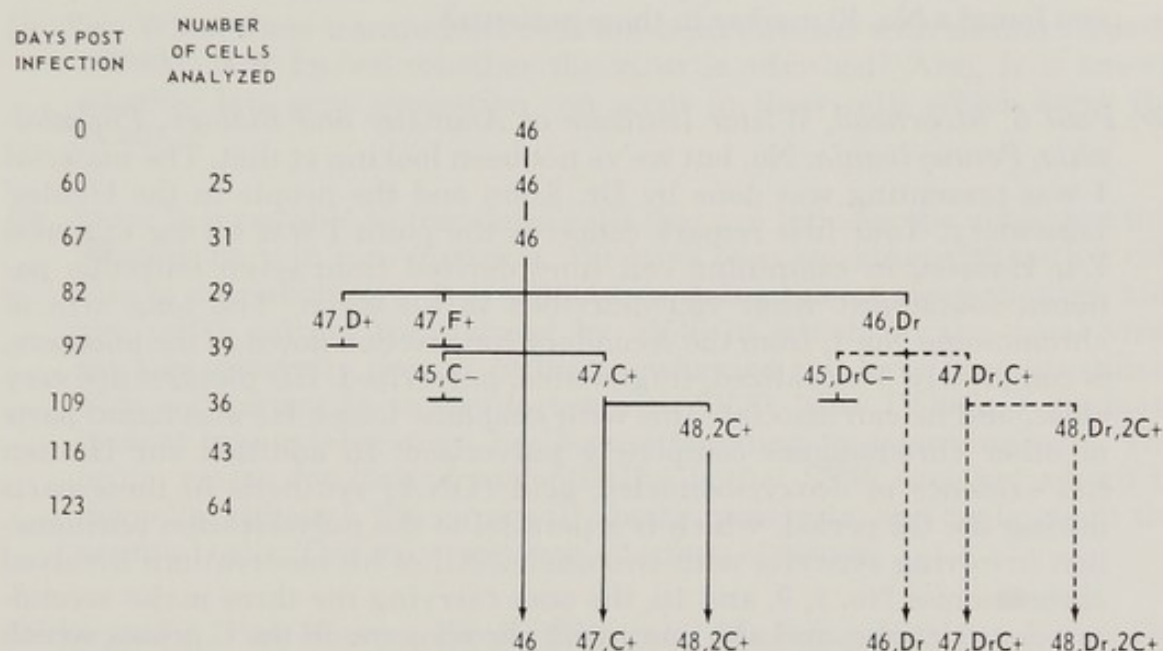 DAYS POST
INFECTION
NUMBER
OF CELLS
ANALYZED
0 46
60 25 46
67 31 46
82 29
47,D+ 47,F+ 46,Dr
97 39
45,C– 47,C+ 45,DrC– 47,Dr,C+
109 36
48,2C+ 48,Dr,2C+
116 43
123 64
46 47,C+ 48,2C+ 46,Dr 47,DrC+ 48,Dr,2C+